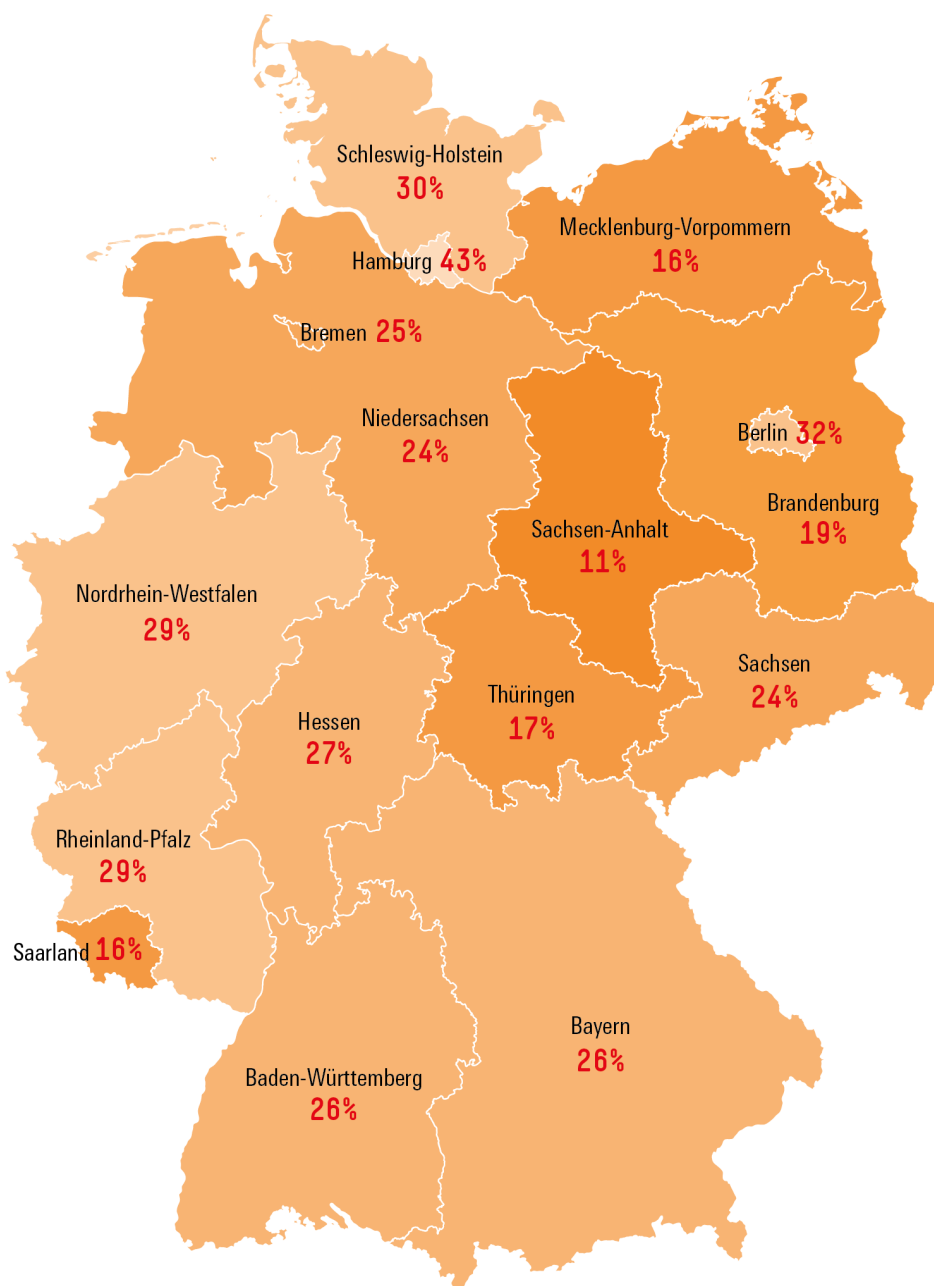 Schleswig-Holstein
30%
Mecklenburg-Vorpommern
16%
Hamburg 43%
Bremen 25%
Niedersachsen
24%
Berlin 32%
Brandenburg
19%
Sachsen-Anhalt
11%
Nordrhein-Westfalen
29%
Sachsen
24%
Thüringen
17%
Hessen
27%
Rheinland-Pfalz
29%
Saarland 16%
Bayern
26%
Baden-Württemberg
26%